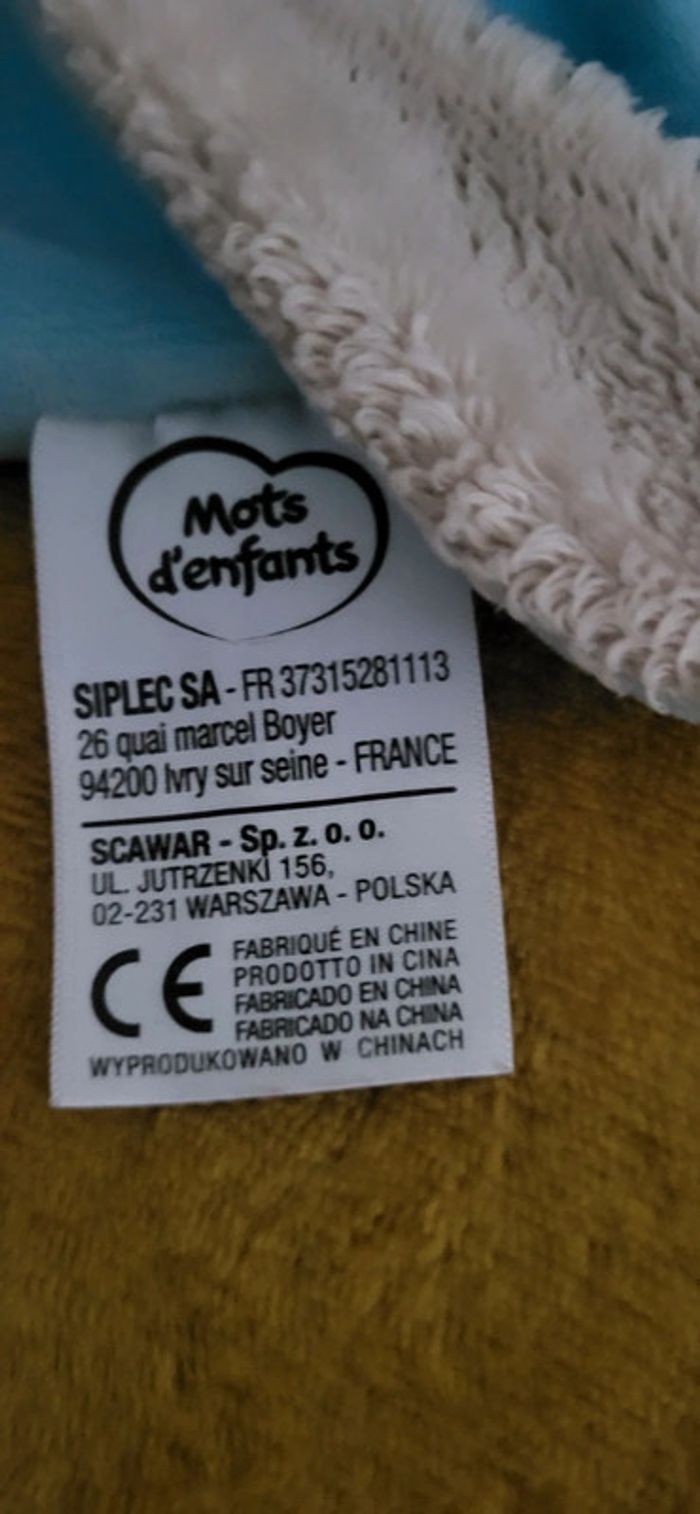 Mots
d'enfants
SIPLEC SA - FR 37315281113
26 quai marcel Boyer
94200 Ivry sur seine - FRANCE
SCAWAR - Sp. z. o. o.
UL. JUTRZENKI 156,
02-231 WARSZAWA - POLSKA
CE
FABRIQUÉ EN CHINE
PRODOTTO IN CINA
FABRICADO EN CHINA
FABRICADO NA CHINA
WYPRODUKOWANO W CHINACH